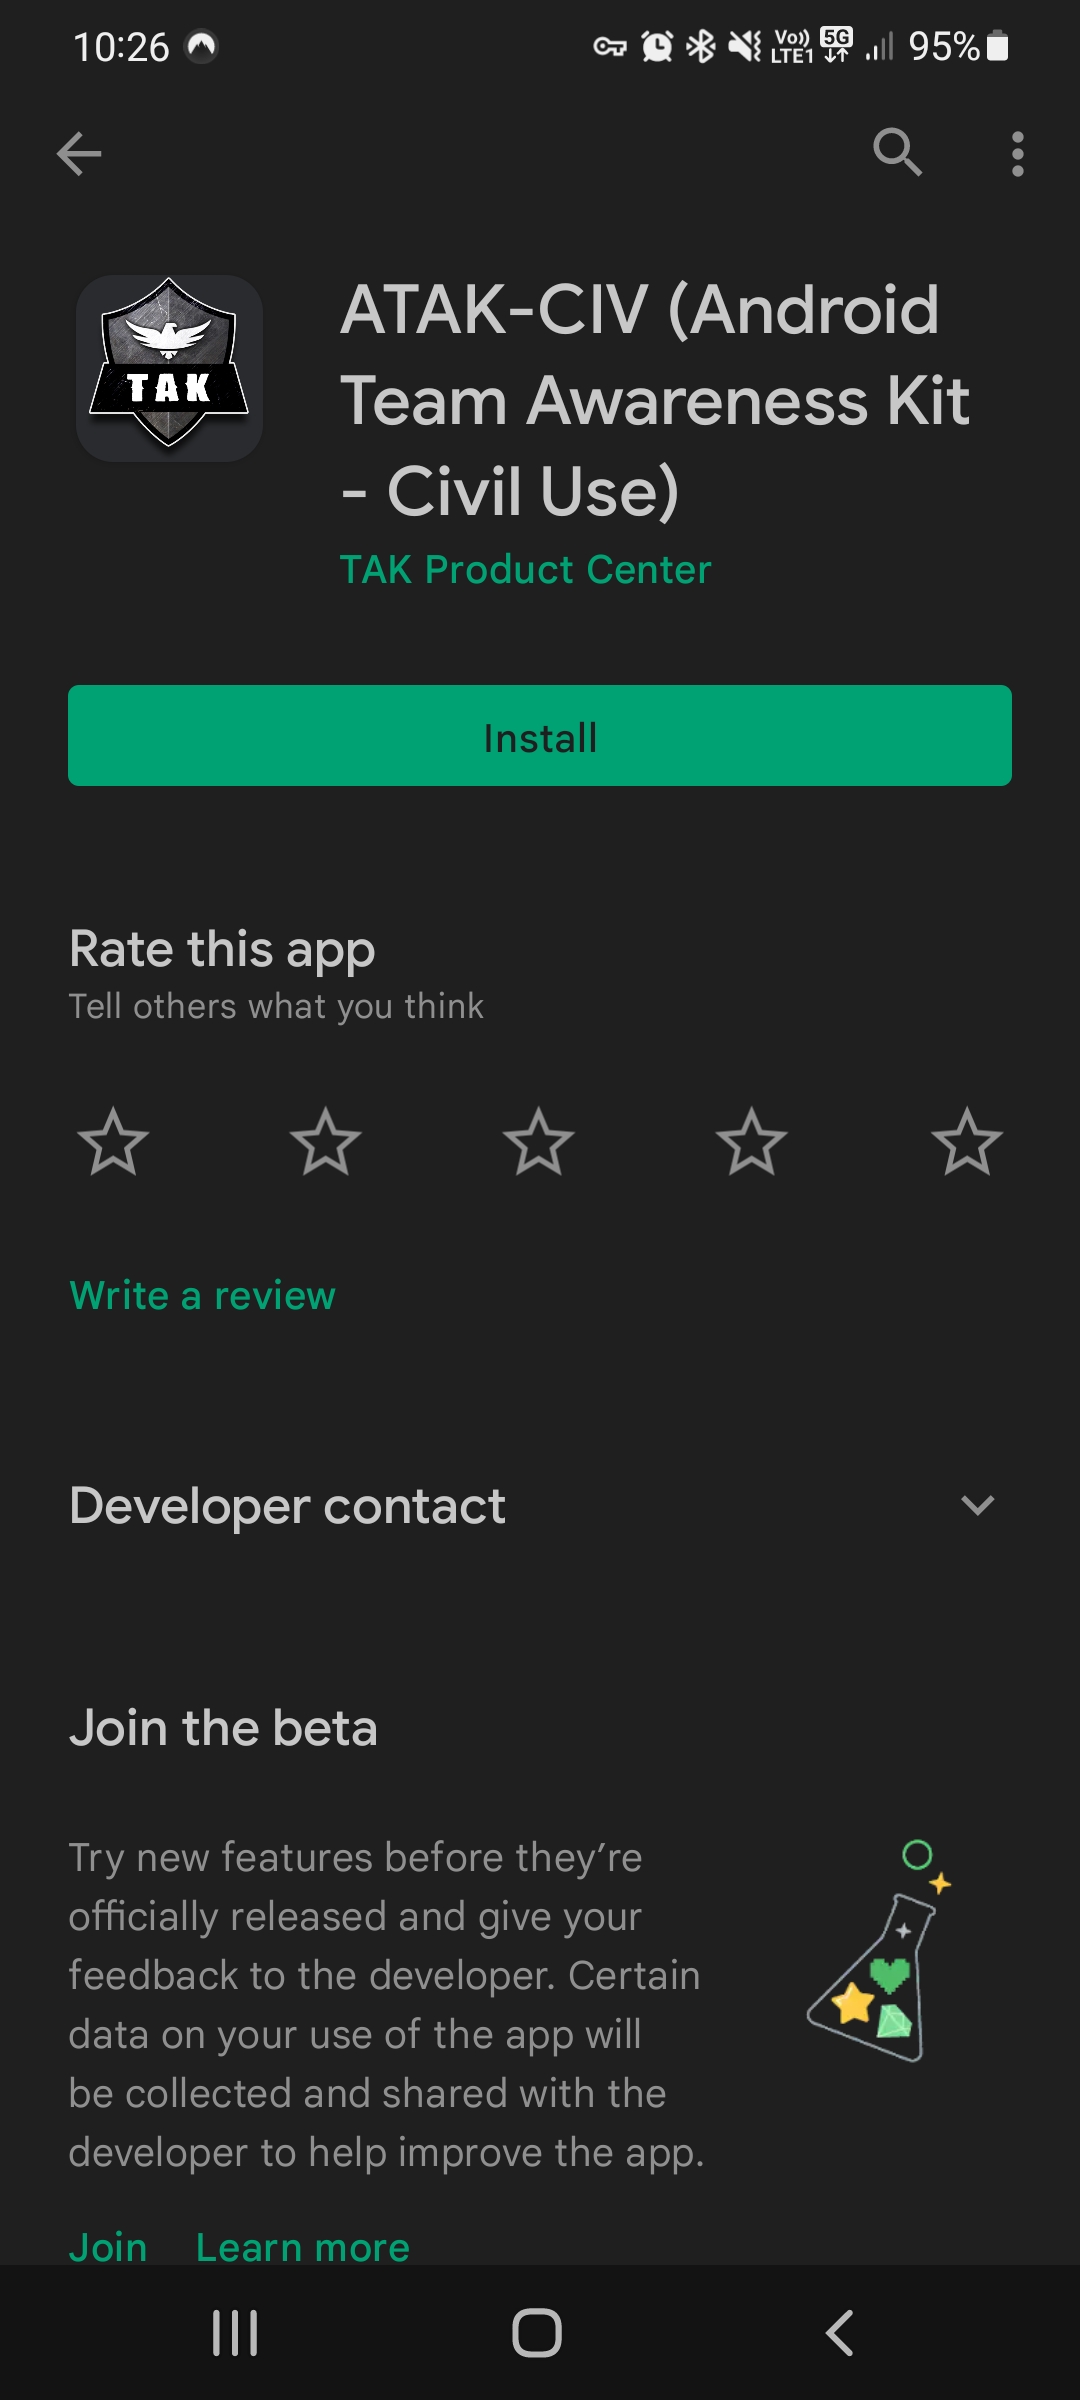 10:26
Vo)) LTE1 5G 95%
TAK
ATAK-CIV (Android
Team Awareness Kit
- Civil Use)
TAK Product Center
Install
Rate this app
Tell others what you think
Write a review
Developer contact
Join the beta
Try new features before they’re
officially released and give your
feedback to the developer. Certain
data on your use of the app will
be collected and shared with the
developer to help improve the app.
Join Learn more